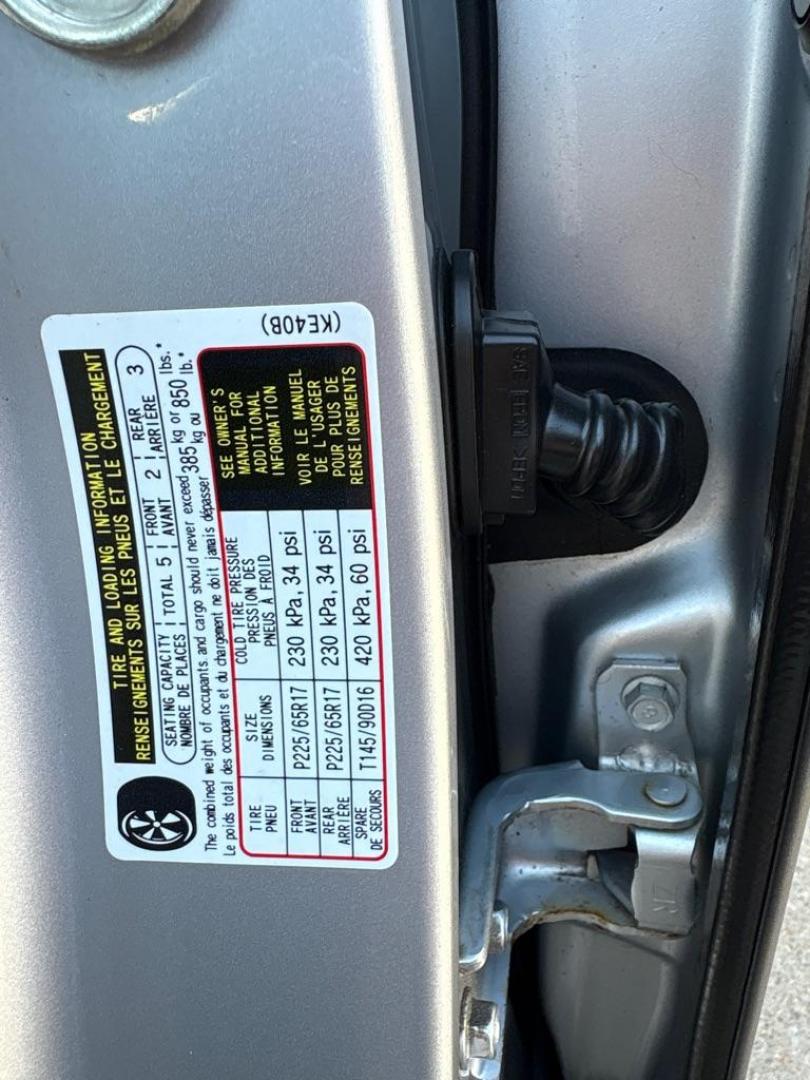 TIRE AND LOADING INFORMATION
RENSEIGNEMENTS SUR LES PNEUS ET LE CHARGEMENT
SEATING CAPACITY TOTAL 5 FRONT 2 REAR 3
NOMBRE DE PLACES AVANT ARRIÈRE
The combined weight of occupants and cargo should never exceed 385 kg or 850 lbs.*
Le poids total des occupants et du chargement ne doit jamais dépasser kg ou lb.*
TIRE SIZE COLD TIRE PRESSURE
PNEU DIMENSIONS PRESSION DES
PNEUS A FROID
FRONT P225/65R17 230 kPa, 34 psi
AVANT
REAR P225/65R17 230 kPa, 34 psi
ARRIÈRE
SPARE T145/90D16 420 kPa, 60 psi
DE SECOURS
SEE OWNER'S
MANUAL FOR
ADDITIONAL
INFORMATION
VOIR LE MANUEL
DE L'USAGER
POUR PLUS DE
RENSEIGNEMENTS
(KE40B)